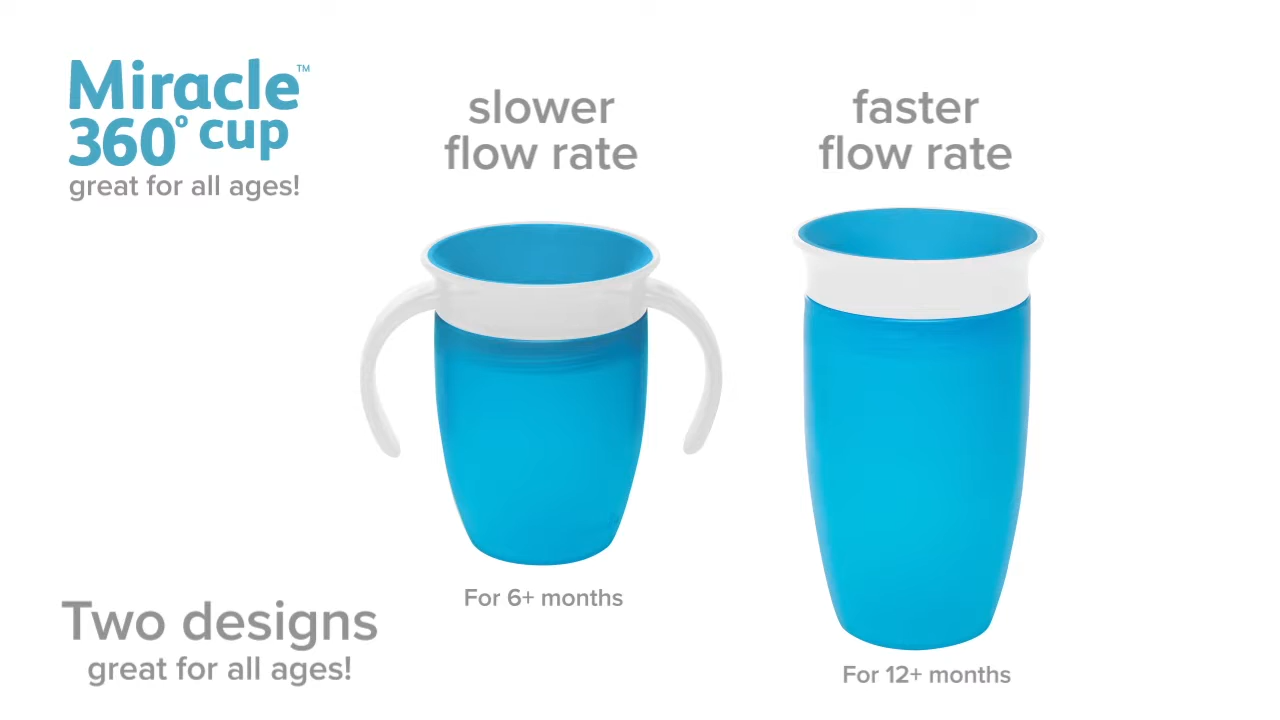 Miracle™
360° cup
great for all ages!
slower
flow rate
faster
flow rate
For 6+ months
For 12+ months
Two designs
great for all ages!